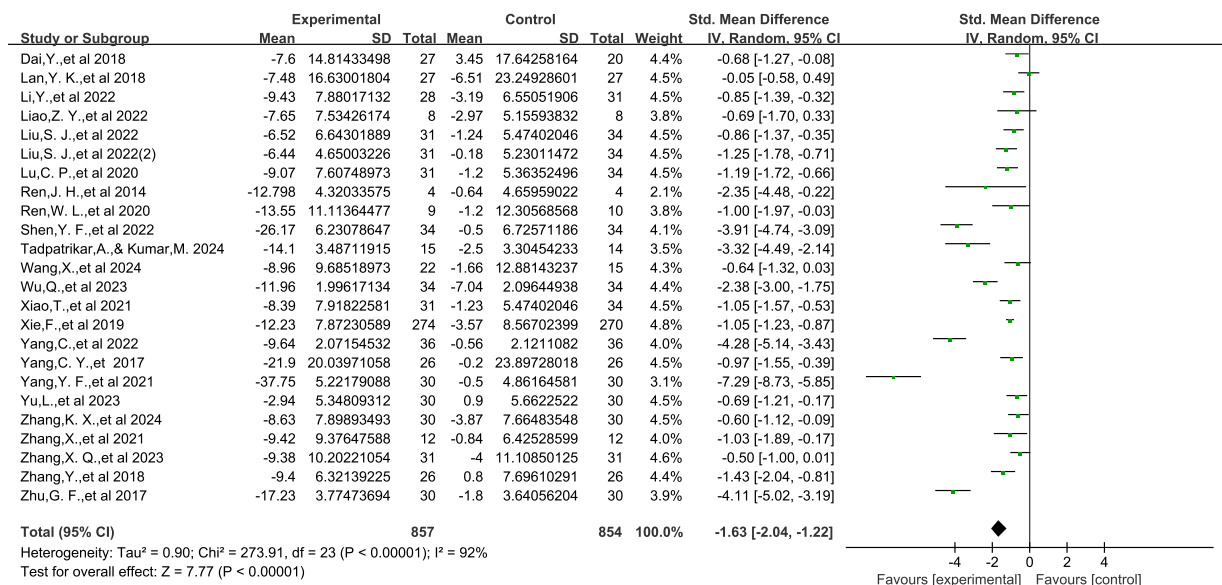 Experimental Control Std. Mean Difference Std. Mean Difference
Study or Subgroup Mean SD Total Mean SD Total Weight IV, Random, 95% CI IV, Random, 95% CI
Dai,Y.,et al 2018 -7.6 14.81433498 27 3.45 17.64258164 20 4.4% -0.68 [-1.27, -0.08]
Lan,Y. K.,et al 2018 -7.48 16.63001804 27 -6.51 23.24928601 27 4.5% -0.05 [-0.58, 0.49]
Li,Y.,et al 2022 -9.43 7.88017132 28 -3.19 6.55051906 31 4.5% -0.85 [-1.39, -0.32]
Liao,Z. Y.,et al 2022 -7.65 7.53426174 8 -2.97 5.15593832 8 3.8% -0.69 [-1.70, 0.33]
Liu,S. J.,et al 2022 -6.52 6.64301889 31 -1.24 5.47402046 34 4.5% -0.86 [-1.37, -0.35]
Liu,S. J.,et al 2022(2) -6.44 4.65003226 31 -0.18 5.23011472 34 4.5% -1.25 [-1.78, -0.71]
Lu,C. P.,et al 2020 -9.07 7.60748973 31 -1.2 5.36352496 34 4.5% -1.19 [-1.72, -0.66]
Ren,J. H.,et al 2014 -12.798 4.32033575 4 -0.64 4.65959022 4 2.1% -2.35 [-4.48, -0.22]
Ren,W. L.,et al 2020 -13.55 11.11364477 9 -1.2 12.30568568 10 3.8% -1.00 [-1.97, -0.03]
Shen,Y. F.,et al 2022 -26.17 6.23078647 34 -0.5 6.72571186 34 4.1% -3.91 [-4.74, -3.09]
Tadpatrikar,A.,& Kumar,M. 2024 -14.1 3.48711915 15 -2.5 3.30454233 14 3.5% -3.32 [-4.49, -2.14]
Wang,X.,et al 2024 -8.96 9.68518973 22 -1.66 12.88143237 15 4.3% -0.64 [-1.32, 0.03]
Wu,Q.,et al 2023 -11.96 1.99617134 34 -7.04 2.09644938 34 4.4% -2.38 [-3.00, -1.75]
Xiao,T.,et al 2021 -8.39 7.91822581 31 -1.23 5.47402046 34 4.5% -1.05 [-1.57, -0.53]
Xie,F.,et al 2019 -12.23 7.87230589 274 -3.57 8.56702399 270 4.8% -1.05 [-1.23, -0.87]
Yang,C.,et al 2022 -9.64 2.07154532 36 -0.56 2.1211082 36 4.0% -4.28 [-5.14, -3.43]
Yang,C. Y.,et 2017 -21.9 20.03971058 26 -0.2 23.89728018 26 4.4% -0.97 [-1.55, -0.39]
Yang,Y. F.,et al 2021 -37.75 5.22179088 30 -0.5 4.86164581 30 3.1% -7.29 [-8.73, -5.85]
Yu,L.,et al 2023 -2.94 5.34809312 30 0.9 5.6622522 30 4.5% -0.69 [-1.21, -0.17]
Zhang,K. X.,et al 2024 -8.63 7.89893493 30 -3.87 7.66483548 30 4.5% -0.60 [-1.12, -0.09]
Zhang,X.,et al 2021 -9.42 9.37647588 12 -0.84 6.42528599 12 4.0% -1.03 [-1.89, -0.17]
Zhang,X. Q.,et al 2023 -9.38 10.20221054 31 -4 11.10850125 31 4.5% -0.50 [-1.00, 0.01]
Zhang,Y.,et al 2018 -9.4 6.32139225 26 0.8 7.69610291 26 4.4% -1.43 [-2.04, -0.81]
Zhu,G. F.,et al 2017 -17.23 3.77473694 30 -1.8 3.64056204 30 3.9% -4.11 [-5.02, -3.19]
Total (95% CI) 857 854 100.0% -1.63 [-2.04, -1.22]
Heterogeneity: Tau² = 0.90; Chi² = 273.91, df = 23 (P < 0.00001); I² = 92%
Test for overall effect: Z = 7.77 (P < 0.00001)
-4 -2 0 2 4
Favours [experimental] Favours [control]